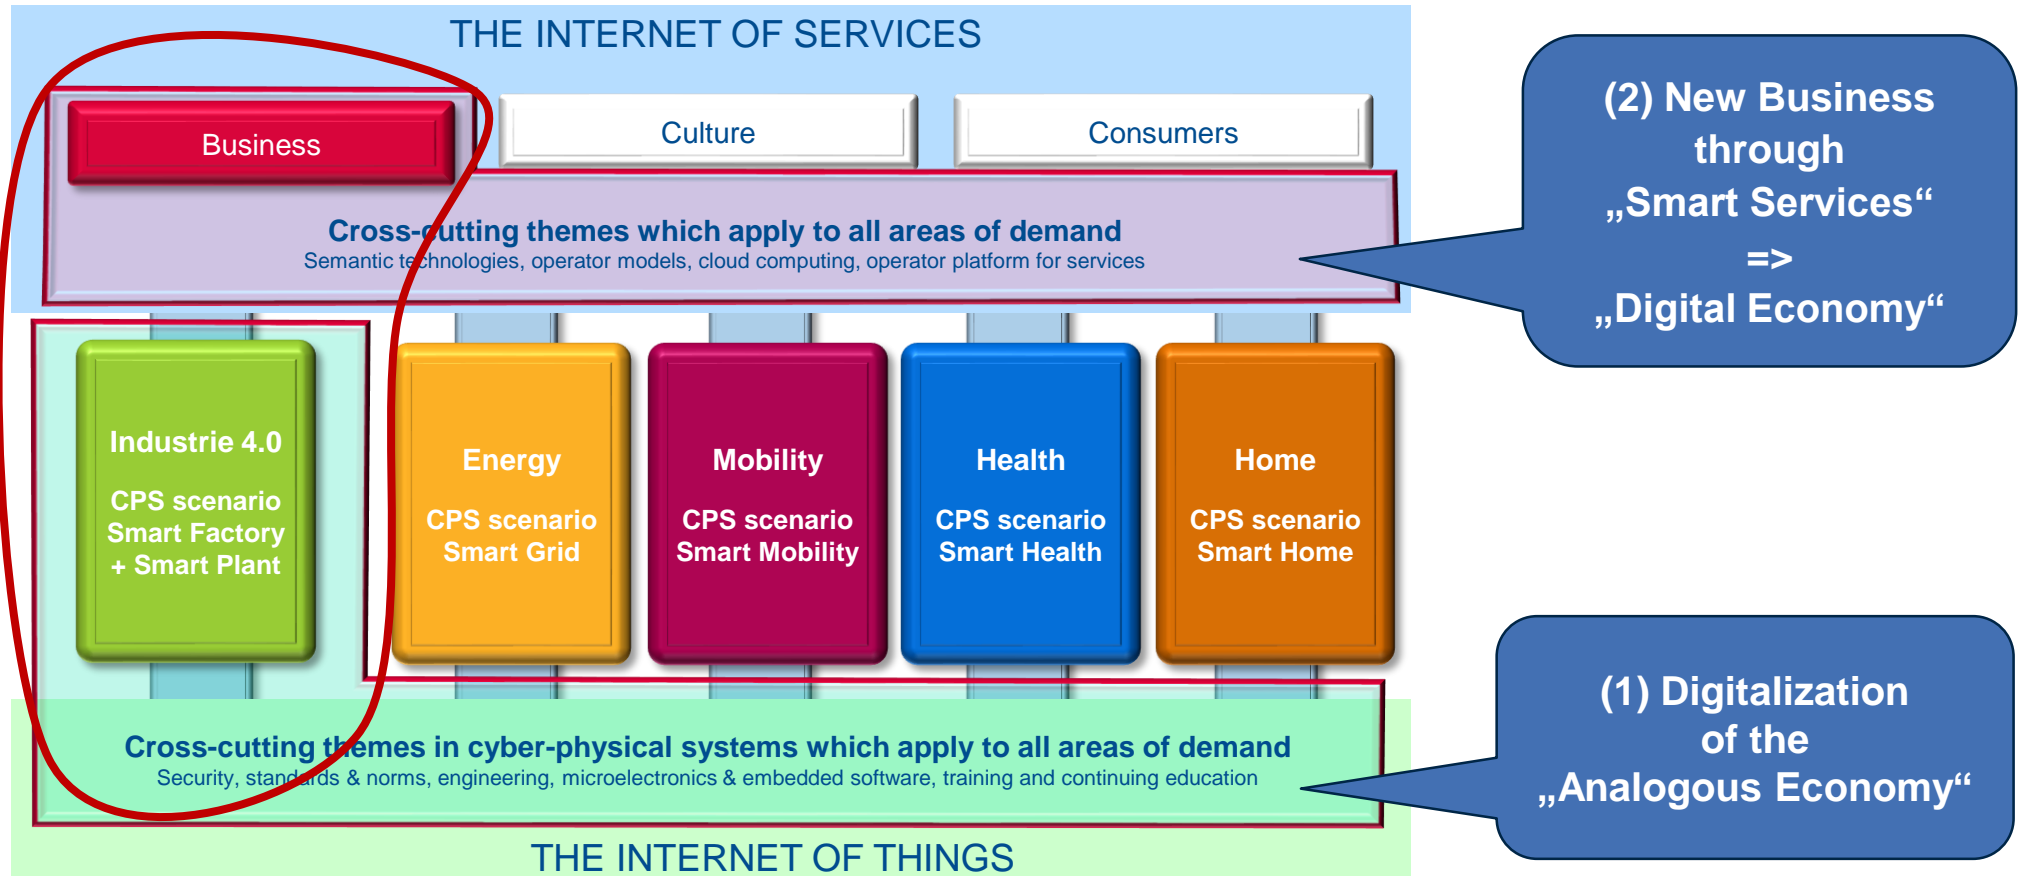 THE INTERNET OF SERVICES
Business
Culture
Consumers
Cross-cutting themes which apply to all areas of demand
Semantic technologies, operator models, cloud computing, operator platform for services
(2) New Business
through
„Smart Services“
=>
„Digital Economy“
Industrie 4.0
CPS scenario
Smart Factory
+ Smart Plant
Energy
CPS scenario
Smart Grid
Mobility
CPS scenario
Smart Mobility
Health
CPS scenario
Smart Health
Home
CPS scenario
Smart Home
Cross-cutting themes in cyber-physical systems which apply to all areas of demand
Security, standards & norms, engineering, microelectronics & embedded software, training and continuing education
(1) Digitalization
of the
„Analogous Economy“
THE INTERNET OF THINGS